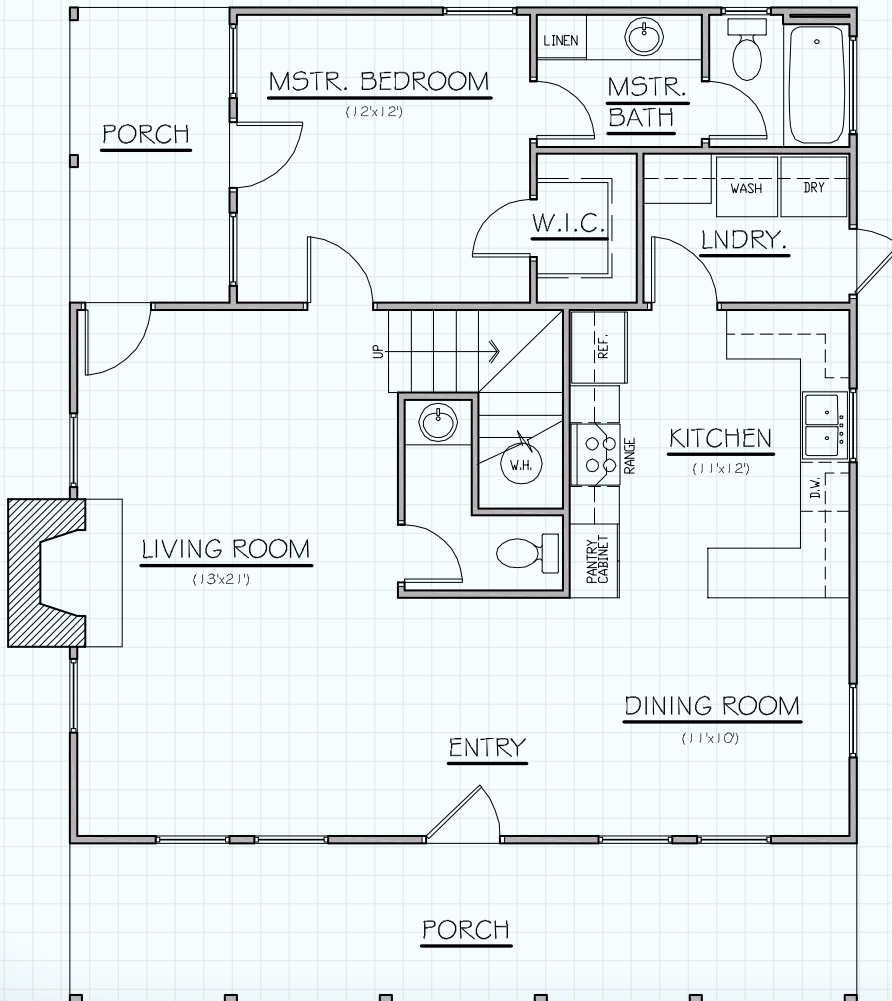 LINEN
MSTR. BEDROOM
(12'x12')
MSTR.
BATH
PORCH
WASH
DRY
W.I.C.
LNDRY.
UP
REF.
KITCHEN
(11'x12')
RANGE
W.H.
D.W.
LIVING ROOM
(13'x21')
PANTRY
CABINET
DINING ROOM
(11'x10')
ENTRY
PORCH